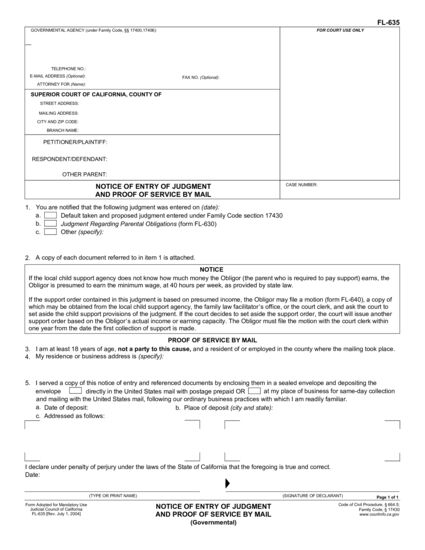 FL-635
GOVERNMENTAL AGENCY (under Family Code, §§ 17400,17406):
FOR COURT USE ONLY
TELEPHONE NO.:
FAX NO. (Optional):
E-MAIL ADDRESS (Optional):
ATTORNEY FOR (Name):
SUPERIOR COURT OF CALIFORNIA, COUNTY OF
STREET ADDRESS:
MAILING ADDRESS:
CITY AND ZIP CODE:
BRANCH NAME:
PETITIONER/PLAINTIFF:
RESPONDENT/DEFENDANT:
OTHER PARENT:
NOTICE OF ENTRY OF JUDGMENT
AND PROOF OF SERVICE BY MAIL
CASE NUMBER:
1. You are notified that the following judgment was entered on (date):
a. Default taken and proposed judgment entered under Family Code section 17430
b. Judgment Regarding Parental Obligations (form FL-630)
c. Other (specify):
2. A copy of each document referred to in item 1 is attached.
NOTICE
If the local child support agency does not know how much money the Obligor (the parent who is required to pay support) earns, the
Obligor is presumed to earn the minimum wage, at 40 hours per week, as provided by state law.
If the support order contained in this judgment is based on presumed income, the Obligor may file a motion (form FL-640), a copy of
which may be obtained from the local child support agency, the family law facilitator's office, or the court clerk, and ask the court to
set aside the child support provisions of the judgment. If the court decides to set aside the support order, the court will issue another
support order based on the Obligor's actual income or earning capacity. The Obligor must file the motion with the court clerk within
one year from the date the first collection of support is made.
PROOF OF SERVICE BY MAIL
3. I am at least 18 years of age, not a party to this cause, and a resident of or employed in the county where the mailing took place.
4. My residence or business address is (specify):
5. I served a copy of this notice of entry and referenced documents by enclosing them in a sealed envelope and depositing the
envelope directly in the United States mail with postage prepaid OR at my place of business for same-day collection
and mailing with the United States mail, following our ordinary business practices with which I am readily familiar.
a. Date of deposit:
b. Place of deposit (city and state):
c. Addressed as follows:
I declare under penalty of perjury under the laws of the State of California that the foregoing is true and correct.
Date:
(TYPE OR PRINT NAME)
(SIGNATURE OF DECLARANT)
Page 1 of 1
Form Adopted for Mandatory Use
Judicial Council of California
FL-635 [Rev. July 1, 2004]
NOTICE OF ENTRY OF JUDGMENT
AND PROOF OF SERVICE BY MAIL
(Governmental)
Code of Civil Procedure, § 664.5;
Family Code, § 17430
www.courtinfo.ca.gov